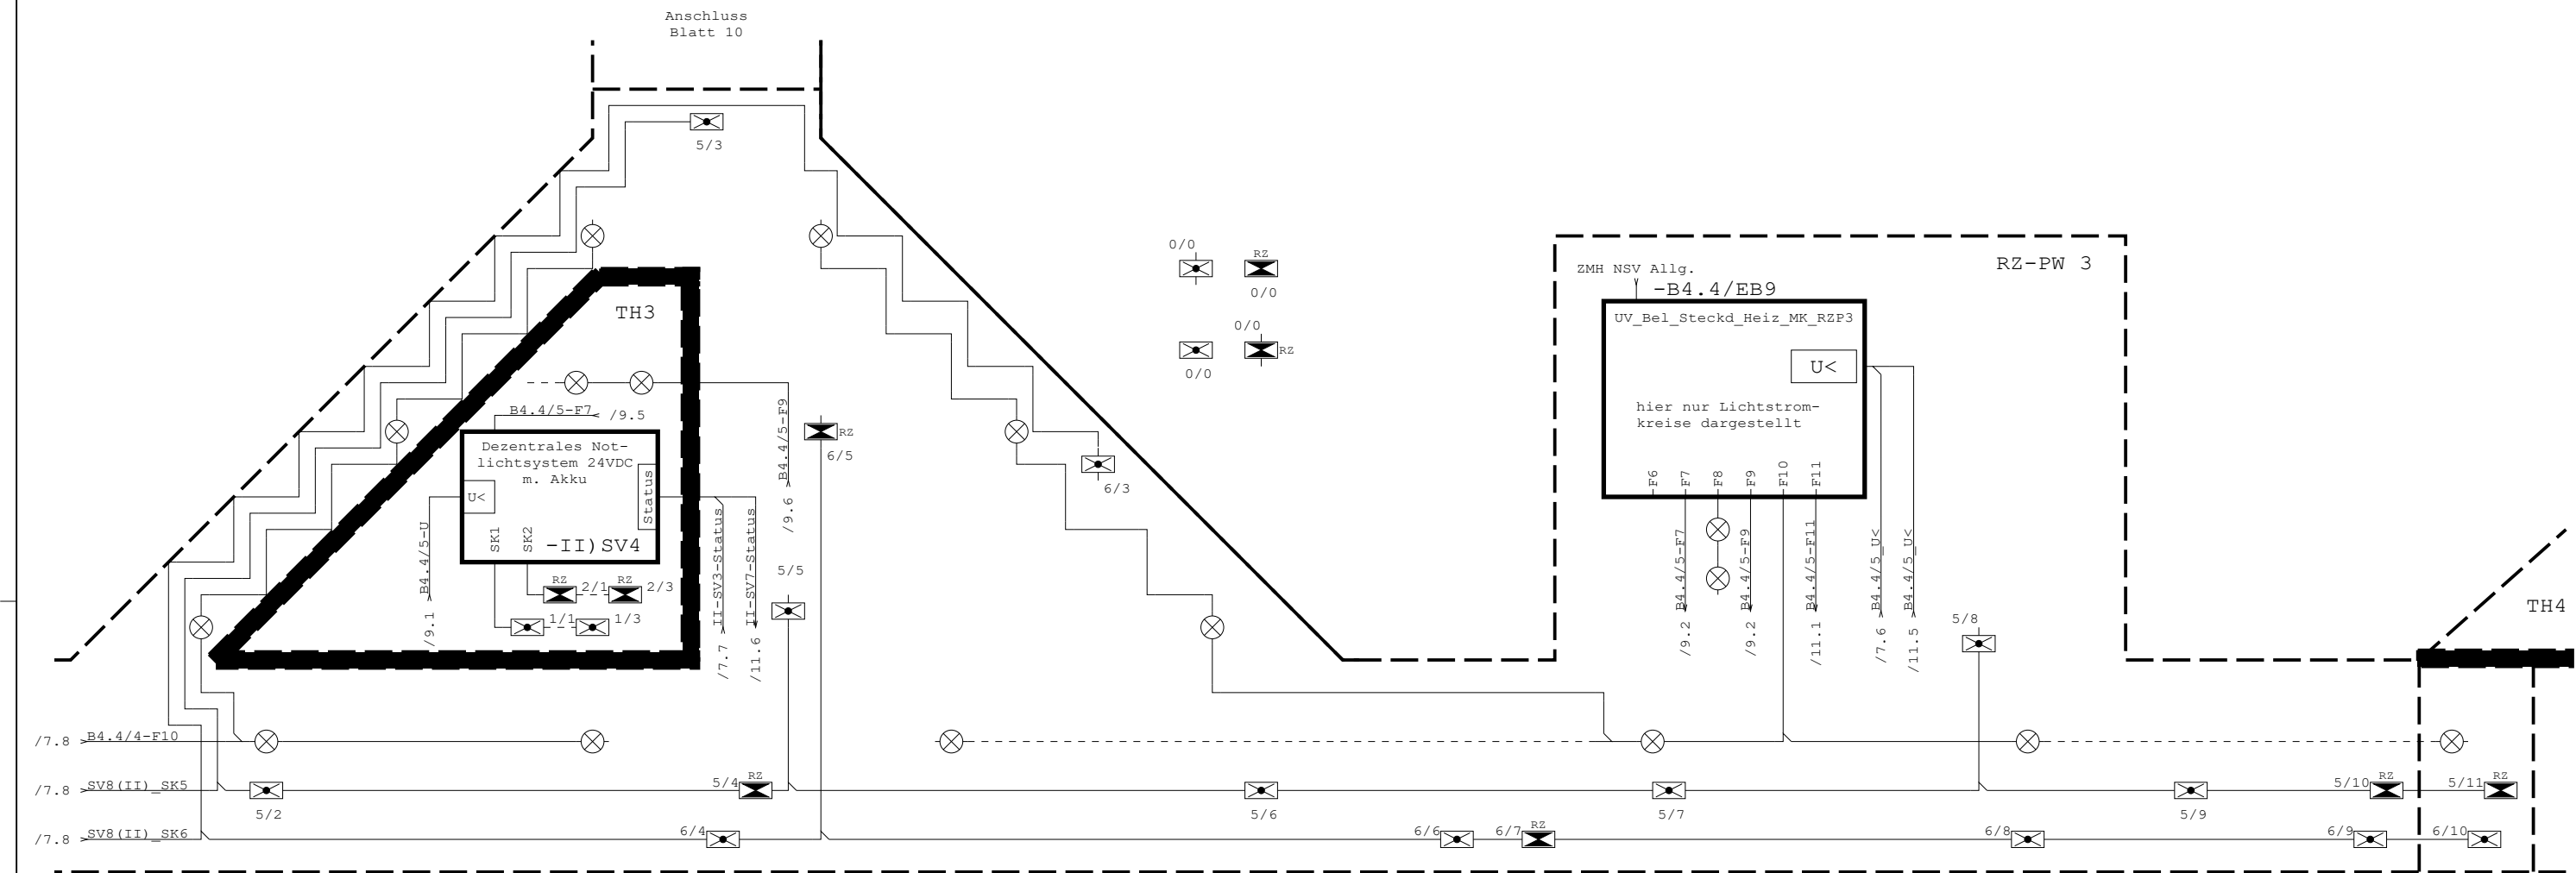 Anschluss
Blatt 10
5/3
0/0
RZ
0/0
0/0
RZ
0/0
RZ-PW 3
ZMH NSV Allg.
-B4.4/EB9
UV_Bel_Steckd_Heiz_MK_RZP3
U<
hier nur Lichtstrom-
kreise dargestellt
F6
F7
F8
F9
F10
F11
B4.4/5-F7
/9.2
B4.4/5-F9
/9.2
B4.4/5-F11
/11.1
B4.4/5_U<
/7.6
B4.4/5_U<
/11.5
TH3
B4.4/5-F7
/9.5
Dezentrales Not-
lichtsystem 24VDC
m. Akku
U<
Status
SK1
SK2
-II)SV4
B4.4/5-U
/9.1
RZ
2/1
RZ
2/3
1/1
1/3
B4.4/5-F9
/9.6
RZ
6/5
6/3
II-SV3-Status
/7.7
II-SV7-Status
/11.6
5/5
5/8
TH4
/7.8
B4.4/4-F10
/7.8
SV8(II)_SK5
5/2
5/4
RZ
5/6
5/7
5/9
5/10
RZ
5/11
RZ
/7.8
SV8(II)_SK6
6/4
6/6
6/7
RZ
6/8
6/9
6/10